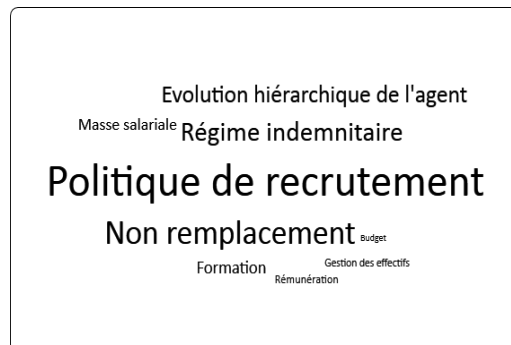 Evolution hiérarchique de l'agent
Masse salariale Régime indemnitaire
Politique de recrutement
Non remplacement Budget
Formation Gestion des effectifs
Rémunération